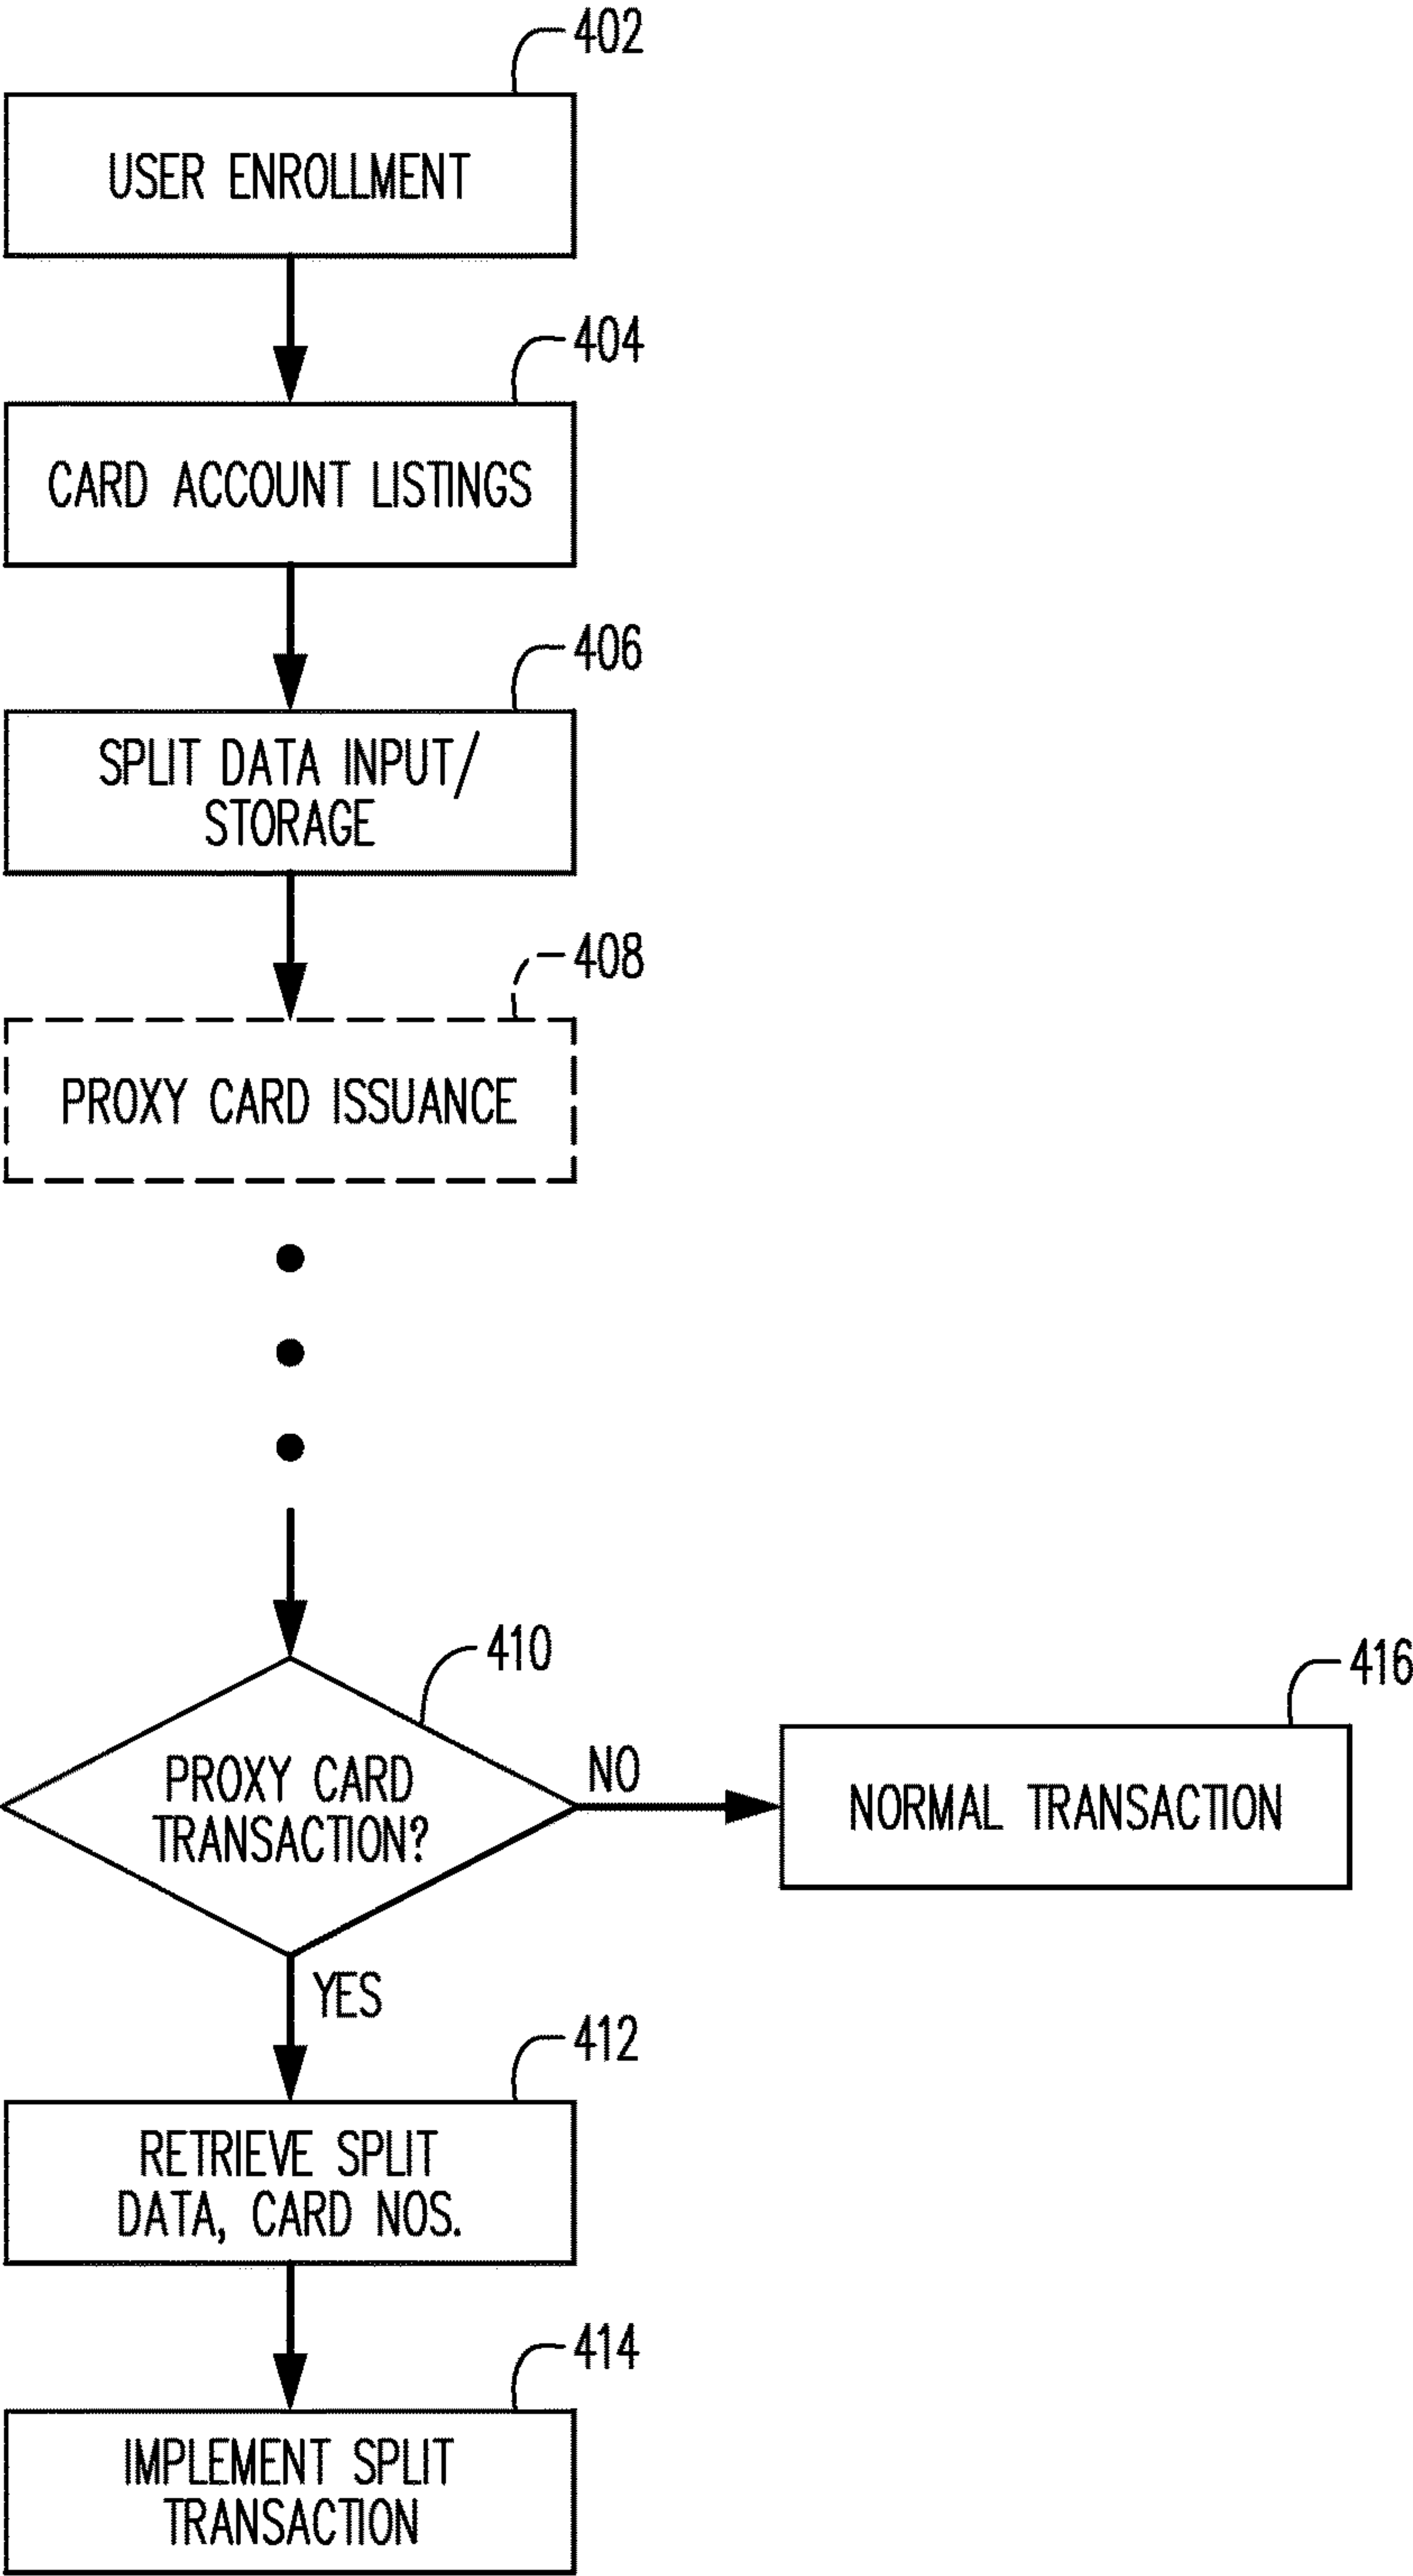 402
USER ENROLLMENT
404
CARD ACCOUNT LISTINGS
406
SPLIT DATA INPUT/
STORAGE
408
PROXY CARD ISSUANCE
410
416
PROXY CARD
TRANSACTION?
NO
NORMAL TRANSACTION
YES
412
RETRIEVE SPLIT
DATA, CARD NOS.
414
IMPLEMENT SPLIT
TRANSACTION